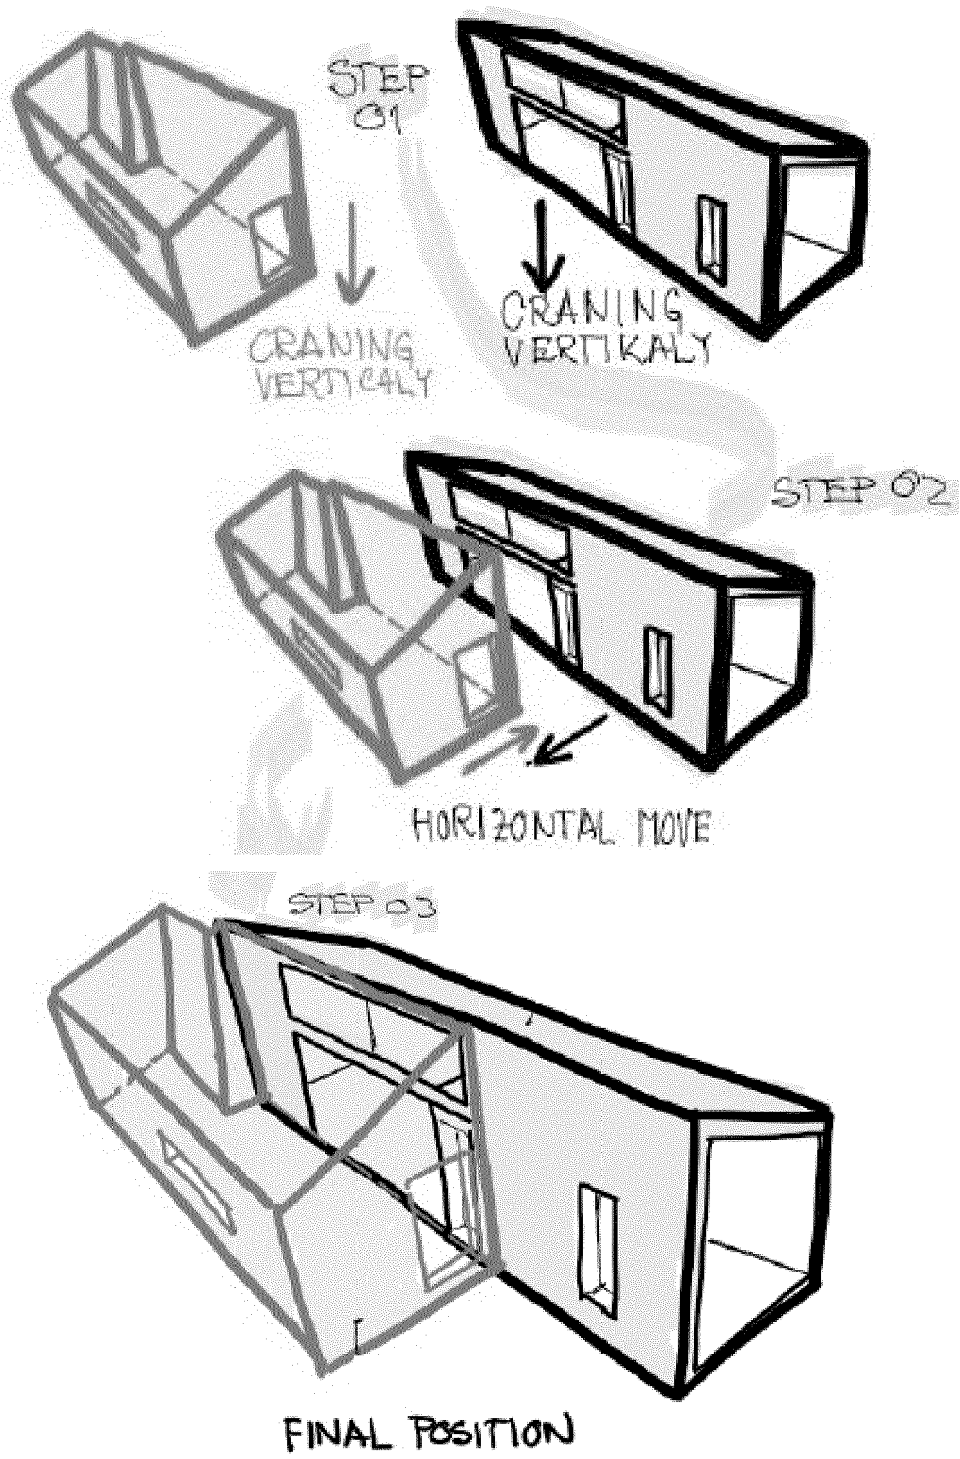 STEP
01
CRANING
VERTICALY
CRANING
VERTIKALY
STEP 02
HORIZONTAL MOVE
STEP 03
FINAL POSITION